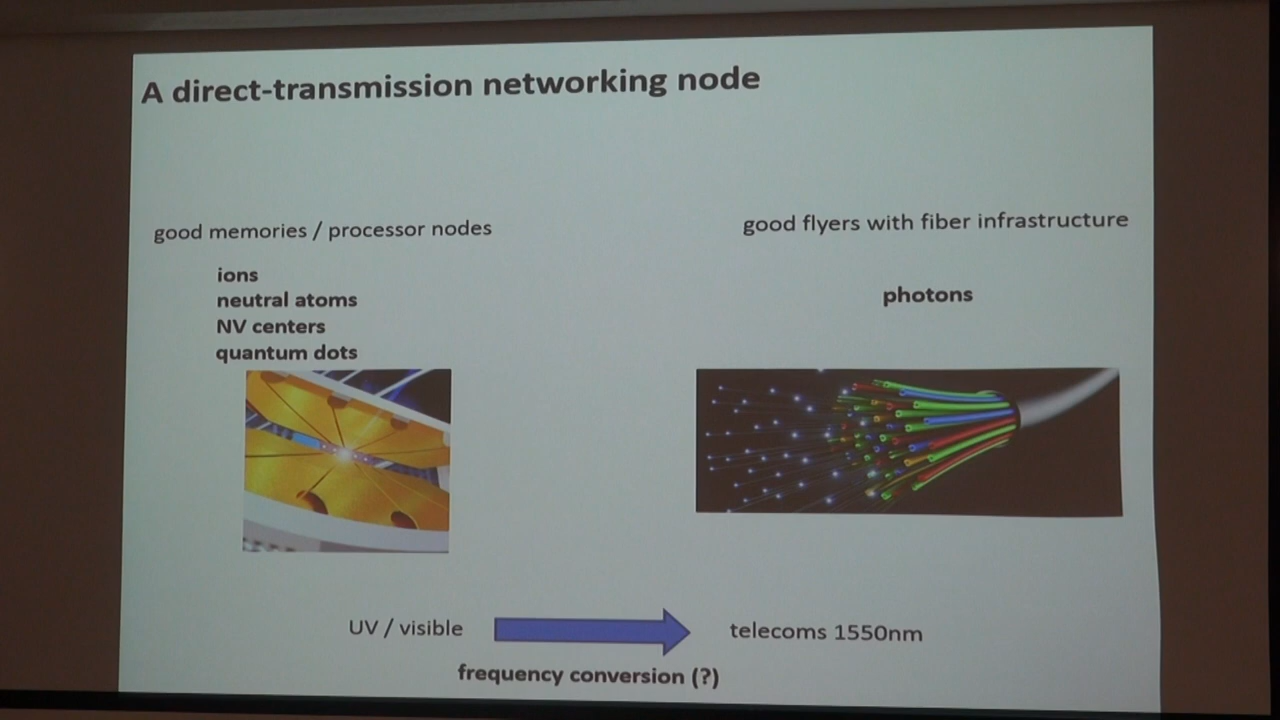 A direct-transmission networking node
good memories / processor nodes
ions
neutral atoms
NV centers
quantum dots
good flyers with fiber infrastructure
photons
UV / visible
telecoms 1550nm
frequency conversion (?)